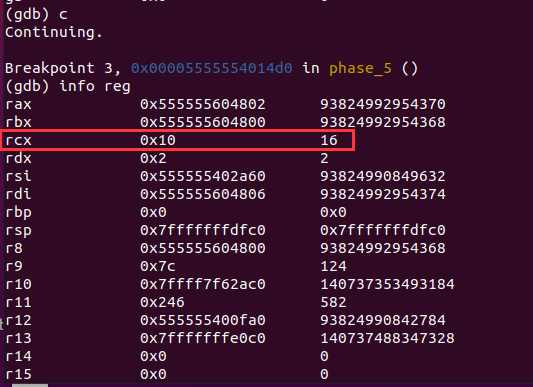 (gdb) c
Continuing.
Breakpoint 3, 0x00005555554014d0 in phase_5 ()
(gdb) info reg
rax 0x555555604802 93824992954370
rbx 0x555555604800 93824992954368
rcx 0x10 16
rdx 0x2 2
rsi 0x555555402a60 93824990849632
rdi 0x555555604806 93824992954374
rbp 0x0 0x0
rsp 0x7fffffffdfc0 0x7fffffffdfc0
r8 0x555555604800 93824992954368
r9 0x7c 124
r10 0x7ffff7f62ac0 140737353493184
r11 0x246 582
r12 0x555555400fa0 93824990842784
r13 0x7fffffffe0c0 140737488347328
r14 0x0 0
r15 0x0 0